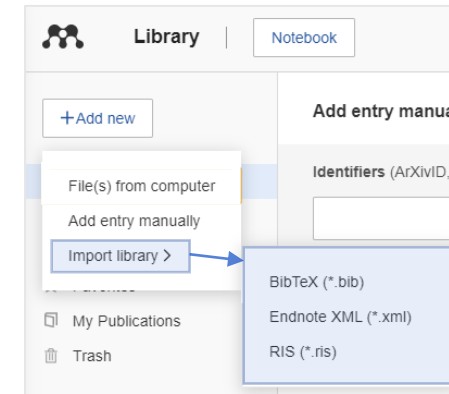 Library
Notebook
+Add new
Add entry manua
Identifiers (ArXivID,
File(s) from computer
Add entry manually
Import library >
BibTeX (*.bib)
Endnote XML (*.xml)
RIS (*.ris)
My Publications
Trash